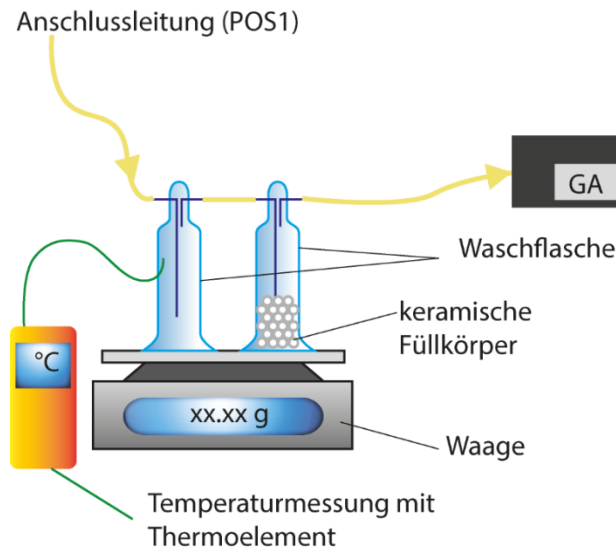 Anschlussleitung (POS1)
GA
Waschflasche
keramische
Füllkörper
°C
xx.xx g
Waage
Temperaturmessung mit
Thermoelement